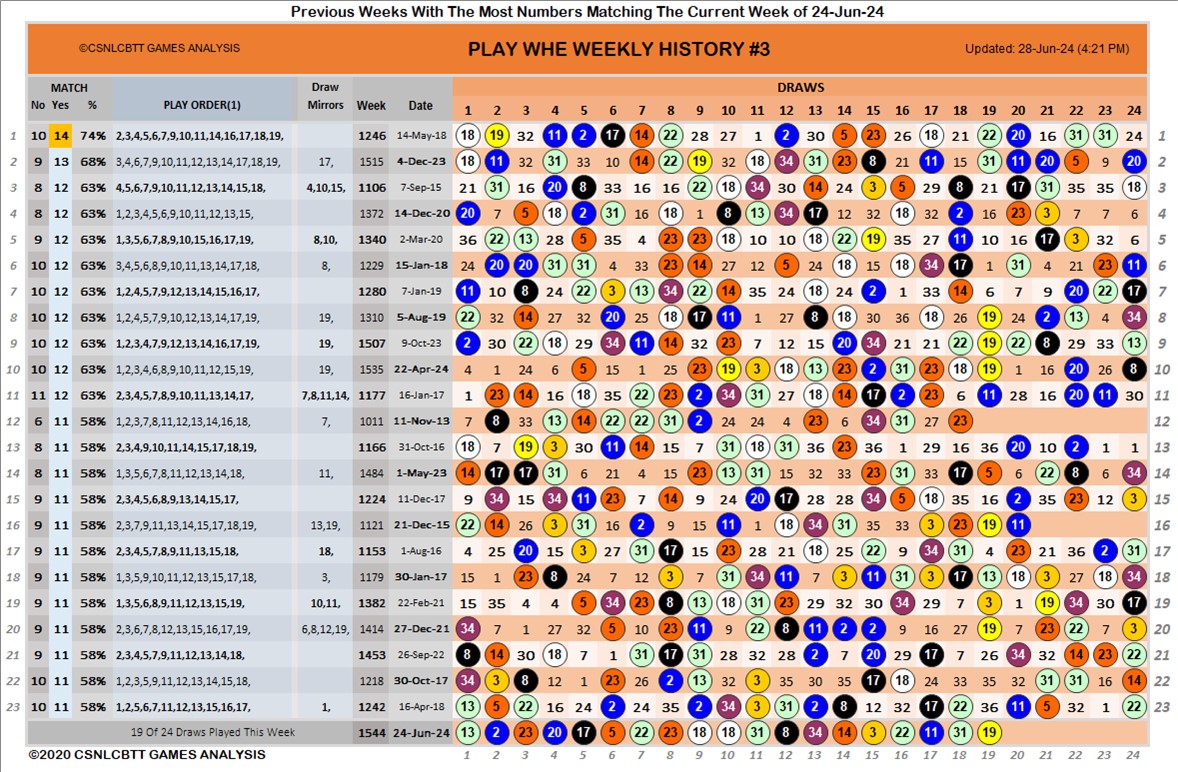 Previous Weeks With The Most Numbers Matching The Current Week of 24-Jun-24
©CSNLCBTT GAMES ANALYSIS PLAY WHE WEEKLY HISTORY #3 Updated: 28-Jun-24 (4:21 PM)
MATCH Draw DRAWS
No Yes % PLAY ORDER(1) Mirrors Week Date 1 2 3 4 5 6 7 8 9 10 11 12 13 14 15 16 17 18 19 20 21 22 23 24
1 10 14 74% 2,3,4,5,6,7,9,10,11,14,16,17,18,19, 1246 14-May-18 18 19 32 4 11 2 17 14 22 28 27 1 2 30 5 23 26 18 21 22 20 16 31 31 24 1
2 9 13 68% 3,4,6,7,9,10,11,12,13,14,17,18,19, 17, 1515 4-Dec-23 18 11 32 31 33 10 14 22 19 32 18 34 31 23 8 21 11 15 31 11 20 5 9 20 2
3 8 12 63% 4,5,6,7,9,10,11,12,13,14,15,18, 4,10,15, 1106 7-Sep-15 21 31 16 20 8 33 16 16 22 18 34 30 14 24 3 5 29 8 21 17 31 35 35 18 3
4 8 12 63% 1,2,3,4,5,6,9,10,11,12,13,15, 1372 14-Dec-20 20 7 5 18 2 31 16 18 1 8 13 34 17 12 32 18 32 2 16 23 3 7 7 6 4
5 9 12 63% 1,3,5,6,7,8,9,10,15,16,17,19, 8,10, 1340 2-Mar-20 36 22 13 28 5 35 4 23 23 18 10 10 18 22 19 35 27 11 10 16 17 3 32 6 5
6 10 12 63% 3,4,5,6,8,9,10,11,13,14,17,18, 8, 1229 15-Jan-18 24 20 20 31 31 4 33 23 14 27 12 5 24 18 15 18 34 17 1 31 4 21 23 11 6
7 10 12 63% 1,2,4,5,7,9,12,13,14,15,16,17, 1280 7-Jan-19 11 10 8 24 22 3 13 34 22 14 35 24 18 24 2 1 33 14 6 7 9 20 22 17 7
8 10 12 63% 1,2,4,5,7,9,10,12,13,14,17,19, 19, 1310 5-Aug-19 22 32 14 27 32 20 25 18 17 11 1 27 8 18 30 36 18 26 19 24 2 13 4 34 8
9 10 12 63% 1,2,3,4,7,9,12,13,14,16,17,19, 19, 1507 9-Oct-23 2 30 22 18 29 34 11 14 32 23 7 12 15 20 34 21 21 22 19 22 8 29 33 13 9
10 10 12 63% 1,2,3,4,6,8,9,10,11,12,15,19, 19, 1535 22-Apr-24 4 1 24 6 5 15 1 25 23 19 3 18 13 23 2 31 23 18 19 1 16 20 26 8 10
11 11 12 63% 2,3,4,5,7,8,9,10,11,13,14,17, 7,8,11,14, 1177 16-Jan-17 1 23 14 16 18 35 22 23 2 34 31 27 18 14 17 2 23 6 11 28 16 20 11 30 11
12 6 11 58% 1,2,3,7,8,11,12,13,14,16,18, 7, 1011 11-Nov-13 7 8 33 13 14 22 22 31 2 24 24 4 23 6 34 31 27 23 12
13 8 11 58% 2,3,4,9,10,11,14,15,17,18,19, 1166 31-Oct-16 18 7 19 3 30 11 14 15 7 31 18 31 36 23 36 1 29 16 36 20 10 2 1 1 13
14 8 11 58% 1,3,5,6,7,8,11,12,13,14,18, 11, 1484 1-May-23 14 17 17 31 6 21 4 15 23 13 31 15 32 33 23 31 33 17 5 6 22 8 6 34 14
15 9 11 58% 2,3,4,5,6,8,9,13,14,15,17, 1224 11-Dec-17 9 34 15 34 11 23 7 14 9 24 20 17 28 28 34 5 18 35 16 2 35 23 12 3 15
16 9 11 58% 2,3,7,9,11,13,14,15,17,18,19, 13,19, 1121 21-Dec-15 22 14 26 3 31 16 2 9 15 11 1 18 34 31 35 33 3 23 19 11 16
17 9 11 58% 2,3,4,5,7,8,9,11,13,15,18, 18, 1153 1-Aug-16 4 25 20 15 3 27 31 17 15 23 28 21 18 25 22 9 34 31 4 23 21 36 2 31 17
18 9 11 58% 1,3,5,9,10,11,12,13,15,17,18, 3, 1179 30-Jan-17 15 1 23 8 24 7 12 3 7 31 34 11 7 3 11 31 3 17 13 18 3 27 18 34 18
19 9 11 58% 1,3,5,6,8,9,11,12,13,15,19, 10,11, 1382 22-Feb-21 15 35 4 4 5 34 23 8 13 18 31 23 29 32 30 34 29 7 3 1 19 34 30 17 19
20 9 11 58% 1,3,6,7,8,12,13,15,16,17,19, 6,8,12,19, 1414 27-Dec-21 34 7 1 27 32 5 10 23 11 9 22 8 11 2 2 9 16 27 19 7 23 22 7 3 20
21 9 11 58% 1,3,4,5,7,9,11,12,13,14,18, 1453 26-Sep-22 8 14 30 18 7 1 31 17 31 28 32 28 2 7 20 29 17 7 26 34 32 14 23 22 21
22 10 11 58% 1,2,3,5,9,11,12,13,14,15,18, 1218 30-Oct-17 34 3 8 12 1 23 26 2 13 32 3 35 30 35 17 18 24 33 35 32 31 31 16 14 22
23 10 11 58% 1,2,5,6,7,11,12,13,15,16,17, 1, 1242 16-Apr-18 13 5 22 16 24 2 24 35 2 34 3 31 2 8 12 32 17 22 36 11 5 32 1 22 23
19 Of 24 Draws Played This Week 1544 24-Jun-24 13 2 23 20 17 5 22 23 18 18 31 8 34 14 3 22 11 31 19
©2020 CSNLCBTT GAMES ANALYSIS 1 2 3 4 5 6 7 8 9 10 11 12 13 14 15 16 17 18 19 20 21 22 23 24